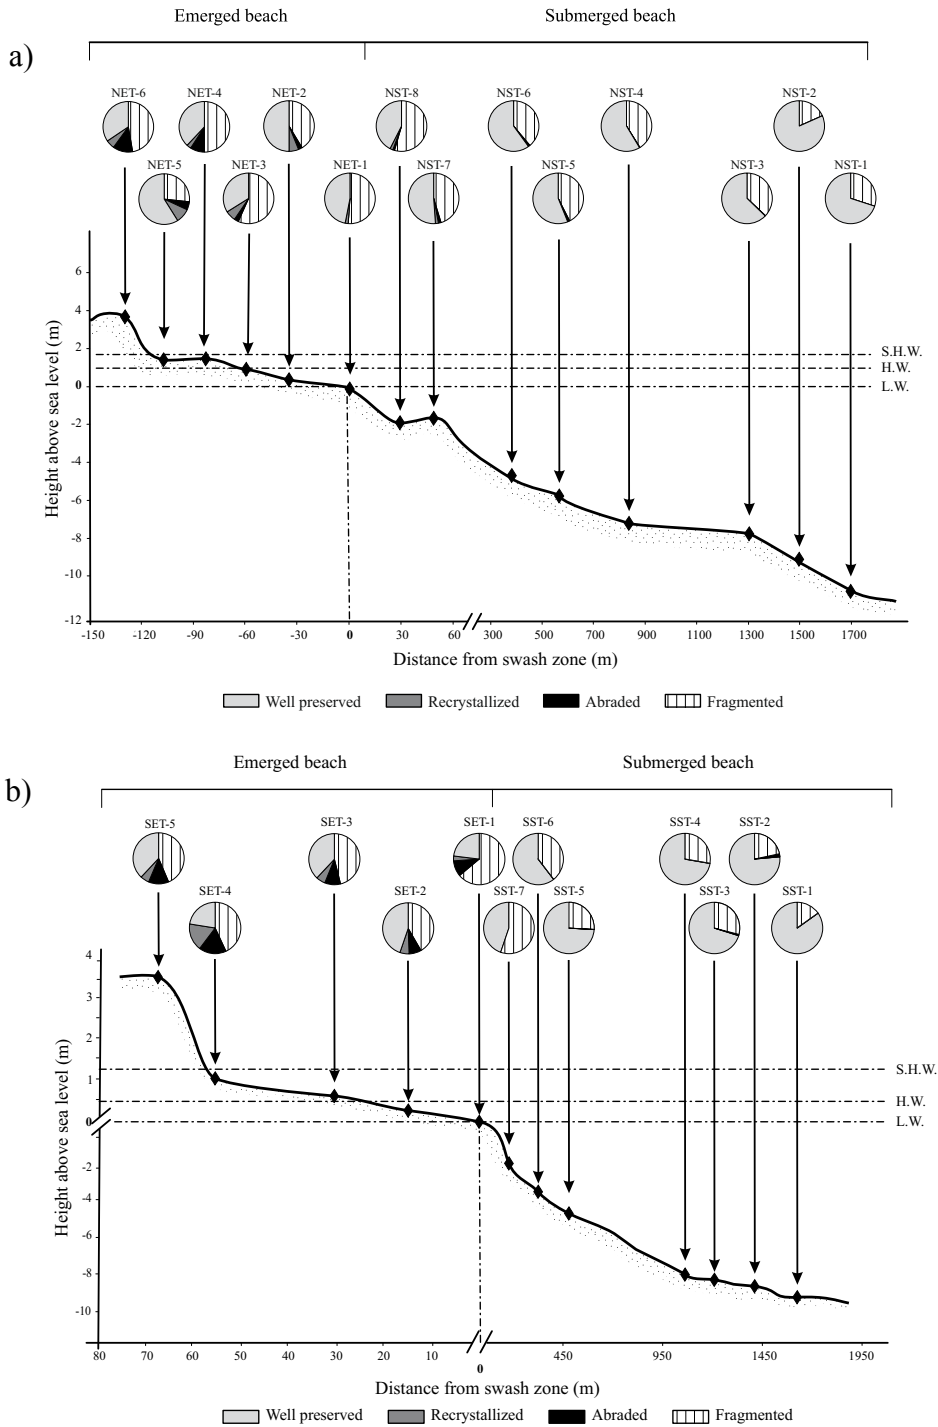 Emerged beach Submerged beach
a)
NET-6 NET-4 NET-2 NST-8 NST-6 NST-4 NST-2
NET-5 NET-3 NET-1 NST-7 NST-5 NST-3 NST-1
Height above sea level (m)
6
4
2
0
-2
-4
-6
-8
-10
-12
S.H.W.
H.W.
L.W.
-150 -120 -90 -60 -30 0 30 60 300 500 700 900 1100 1300 1500 1700
Distance from swash zone (m)
Well preserved Recrystallized Abraded Fragmented
Emerged beach Submerged beach
b)
SET-5 SET-3 SET-1 SST-6 SST-4 SST-2
SET-4 SET-2 SST-7 SST-5 SST-3 SST-1
Height above sea level (m)
4
3
2
1
0
-2
-4
-6
-8
-10
S.H.W.
H.W.
L.W.
80 70 60 50 40 30 20 10 0 450 950 1450 1950
Distance from swash zone (m)
Well preserved Recrystallized Abraded Fragmented